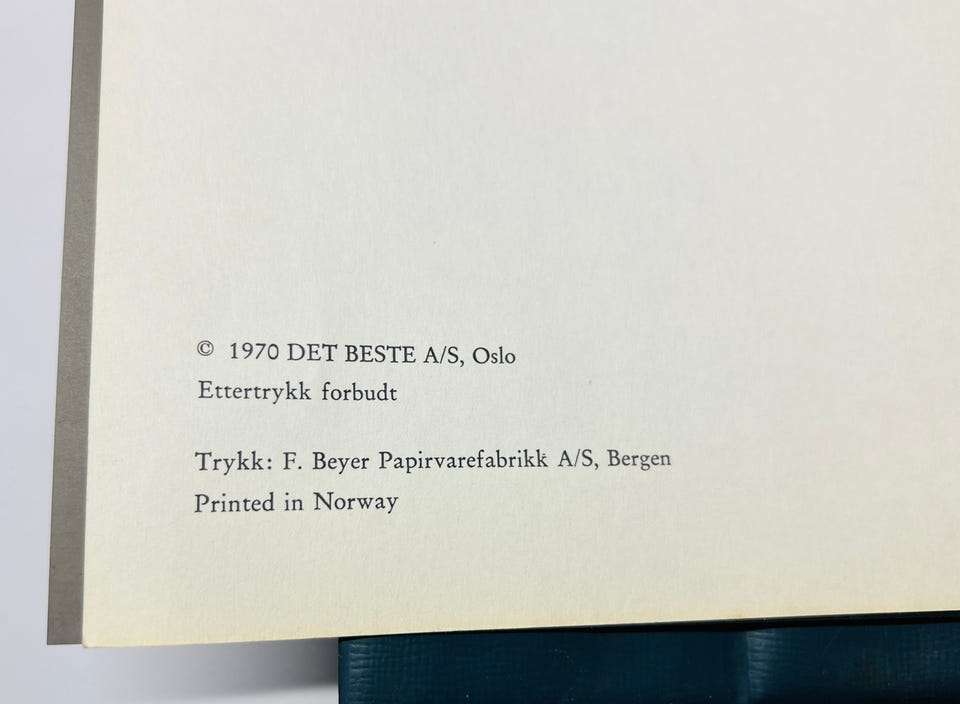 © 1970 DET BESTE A/S, Oslo
Ettertrykk forbudt
Trykk: F. Beyer Papirvarefabrikk A/S, Bergen
Printed in Norway